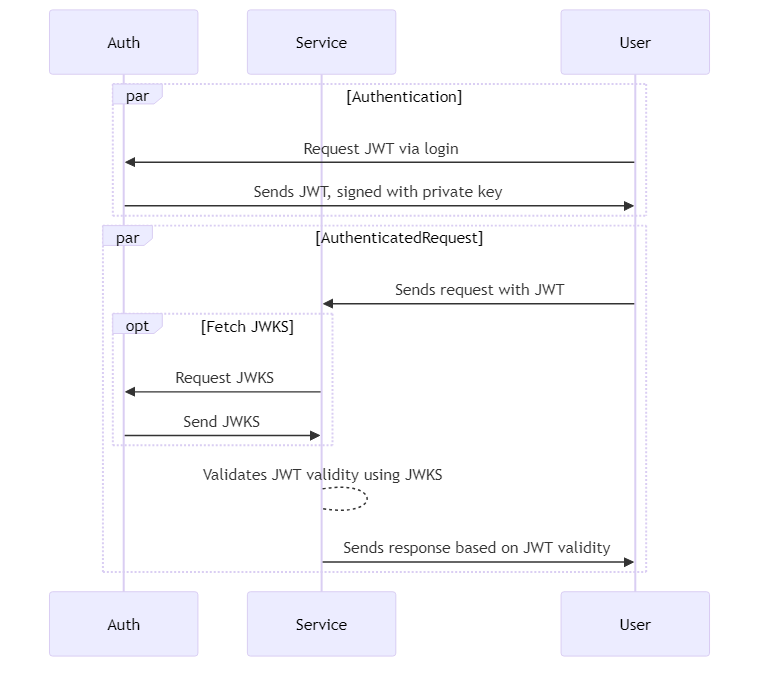 Auth
Service
User
par
[Authentication]
Request JWT via login
Sends JWT, signed with private key
par
[AuthenticatedRequest]
Sends request with JWT
opt
[Fetch JWKS]
Request JWKS
Send JWKS
Validates JWT validity using JWKS
Sends response based on JWT validity
Auth
Service
User